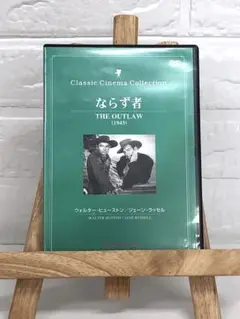 Classic Cinema Collection
ならず者
THE OUTLAW
(1943)
ウォルター・ヒューストン／ジェーン・ラッセル
WALTER HUSTON / JANE RUSSELL